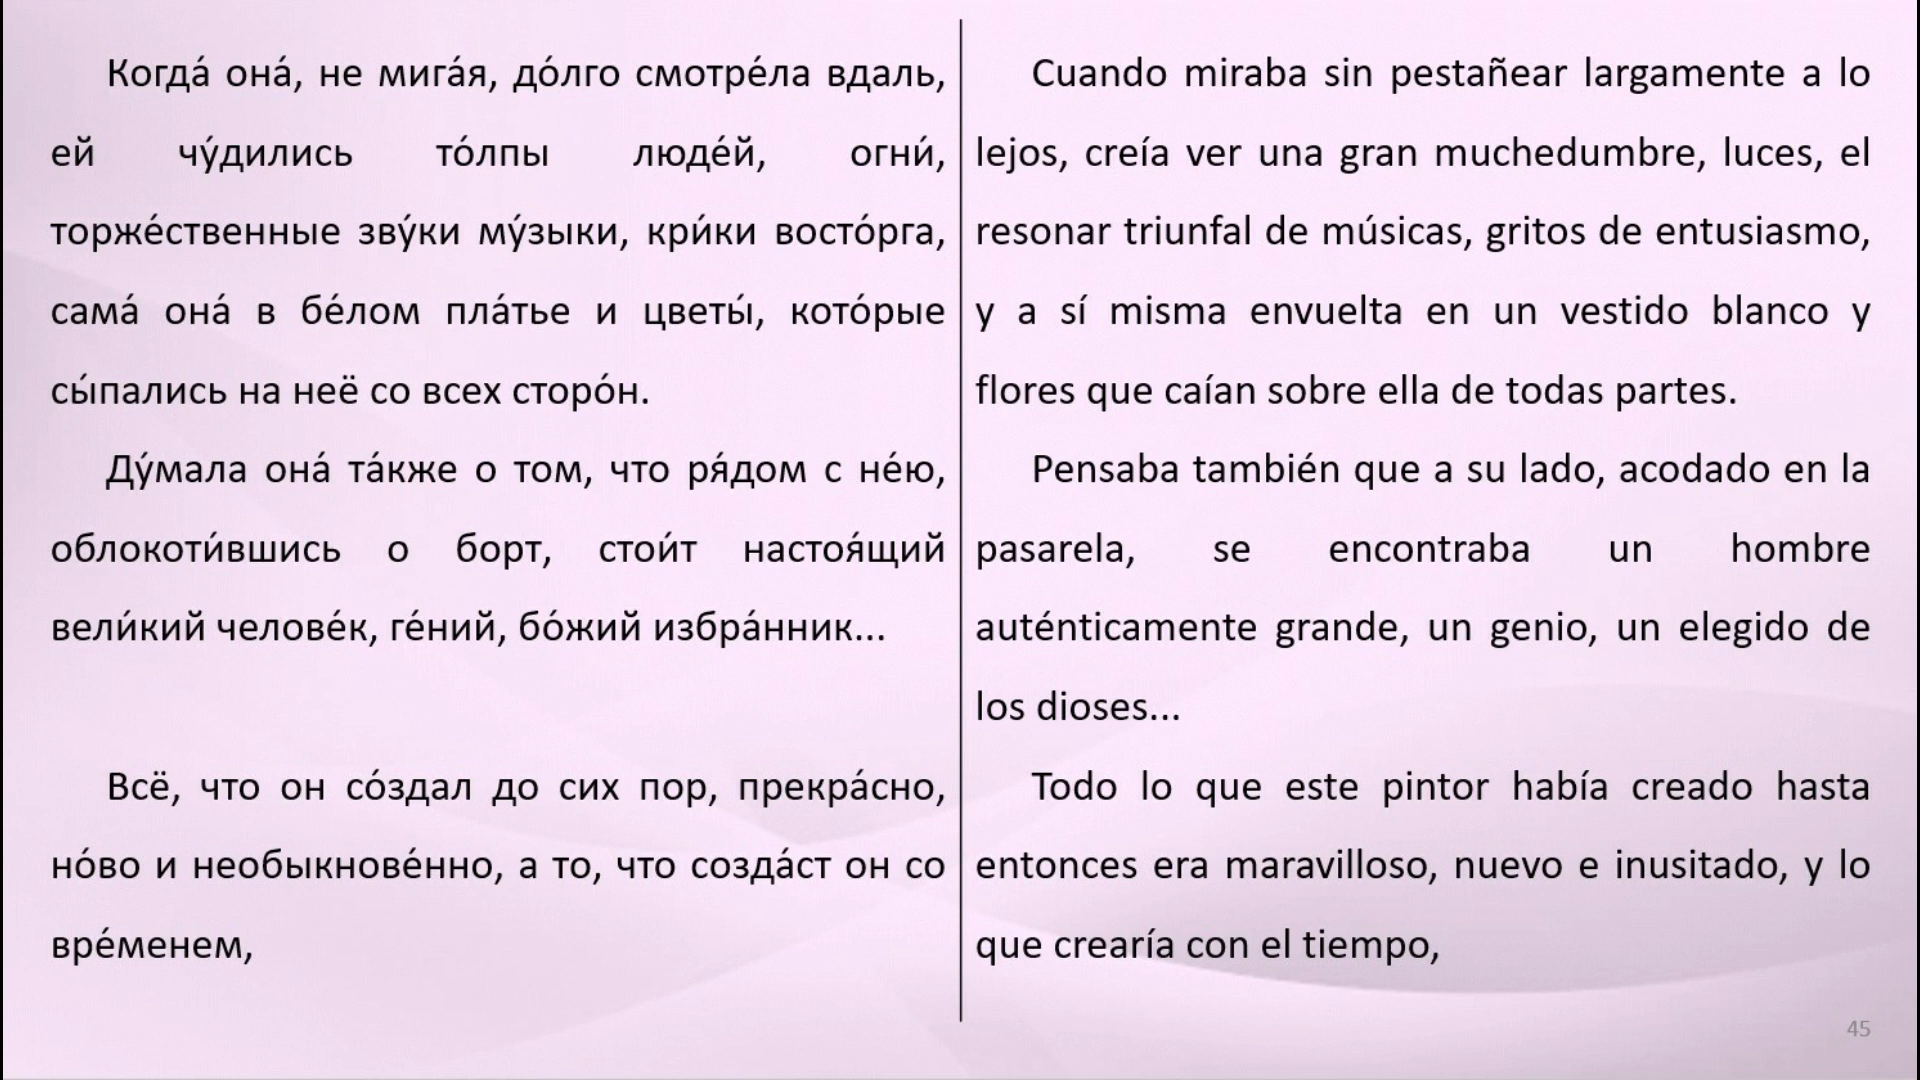 Когда́ она́, не мига́я, до́лго смотре́ла вдаль,
ей чу́дились то́лпы люде́й, огни́,
торже́ственные зву́ки му́зыки, кри́ки восто́рга,
сама́ она́ в бе́лом пла́тье и цветы́, кото́рые
сы́пались на неё со всех сторо́н.
Ду́мала она́ та́кже о том, что ря́дом с не́ю,
облокоти́вшись о борт, стои́т настоя́щий
вели́кий челове́к, ге́ний, бо́жий избра́нник...
Всё, что он со́здал до сих пор, прекра́сно,
но́во и необыкнове́нно, а то, что созда́ст он со
вре́менем,
Cuando miraba sin pestañear largamente a lo
lejos, creía ver una gran muchedumbre, luces, el
resonar triunfal de músicas, gritos de entusiasmo,
y a sí misma envuelta en un vestido blanco y
flores que caían sobre ella de todas partes.
Pensaba también que a su lado, acodado en la
pasarela, se encontraba un hombre
auténticamente grande, un genio, un elegido de
los dioses...
Todo lo que este pintor había creado hasta
entonces era maravilloso, nuevo e inusitado, y lo
que crearía con el tiempo,
45